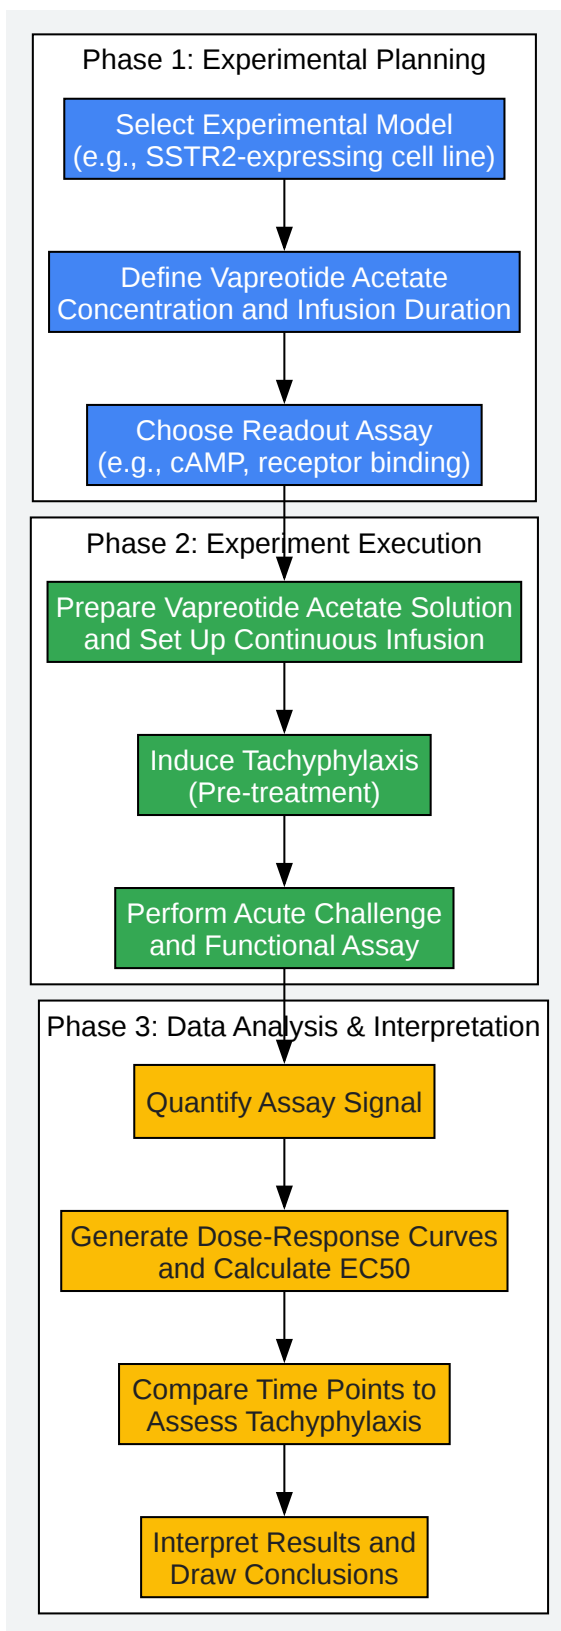 Phase 1: Experimental Planning
Select Experimental Model
(e.g., SSTR2-expressing cell line)
Define Vapreotide Acetate
Concentration and Infusion Duration
Choose Readout Assay
(e.g., cAMP, receptor binding)
Phase 2: Experiment Execution
Prepare Vapreotide Acetate Solution
and Set Up Continuous Infusion
Induce Tachyphylaxis
(Pre-treatment)
Perform Acute Challenge
and Functional Assay
Phase 3: Data Analysis & Interpretation
Quantify Assay Signal
Generate Dose-Response Curves
and Calculate EC50
Compare Time Points to
Assess Tachyphylaxis
Interpret Results and
Draw Conclusions